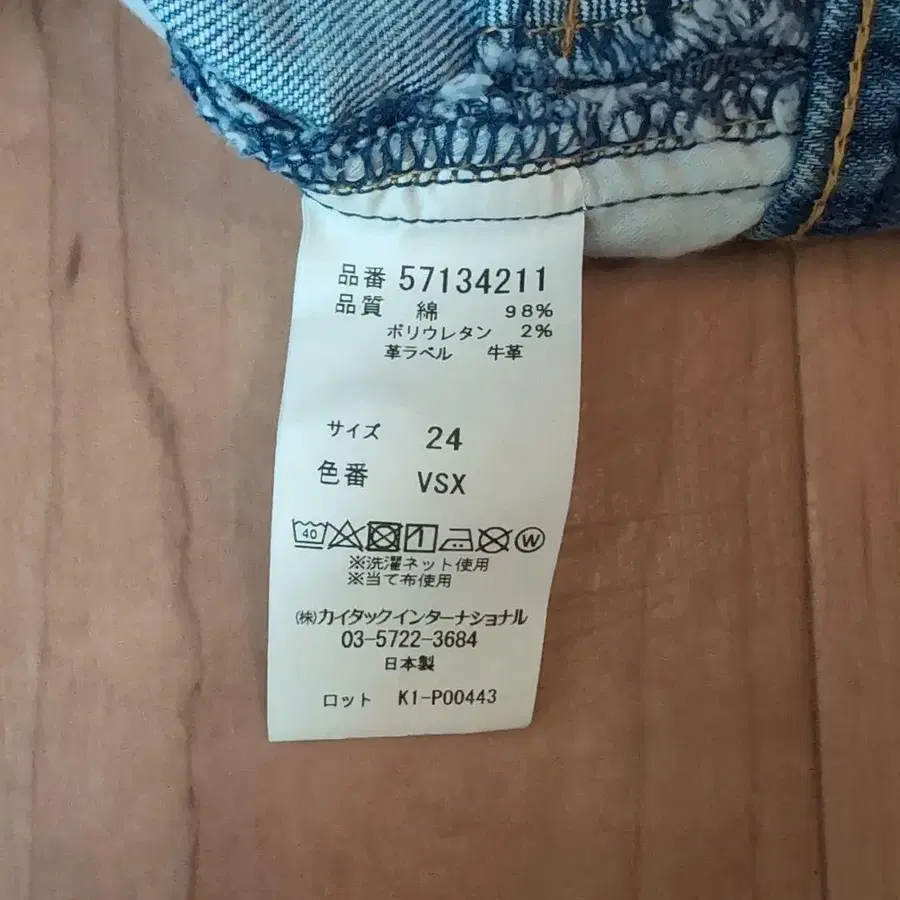 品番 57134211
品質 綿 98%
ポリウレタン 2%
革ラベル 牛革
サイズ 24
色番 VSX
40 W
※洗濯ネット使用
※当て布使用
㈱カイタックインターナショナル
03-5722-3684
日本製
ロット K1-P00443